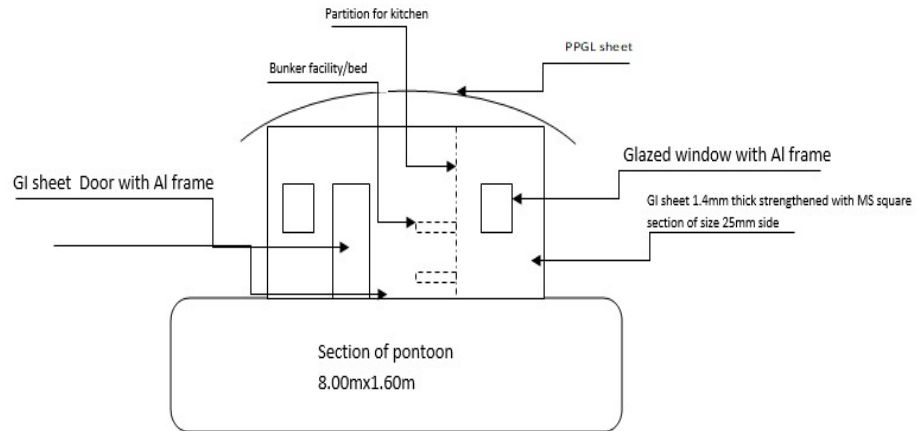 Partition for kitchen
PPGL sheet
Bunker facility/bed
Glazed window with Al frame
GI sheet  Door with Al frame
GI sheet 1.4mm thick strengthened with MS square
section of size 25mm side
Section of pontoon
8.00mx1.60m